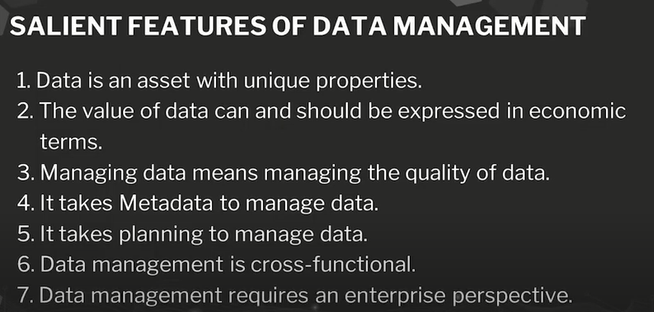 SALIENT FEATURES OF DATA MANAGEMENT
1. Data is an asset with unique properties.
2. The value of data can and should be expressed in economic
terms.
3. Managing data means managing the quality of data.
4. It takes Metadata to manage data.
5. It takes planning to manage data.
6. Data management is cross-functional.
7. Data management requires an enterprise perspective.